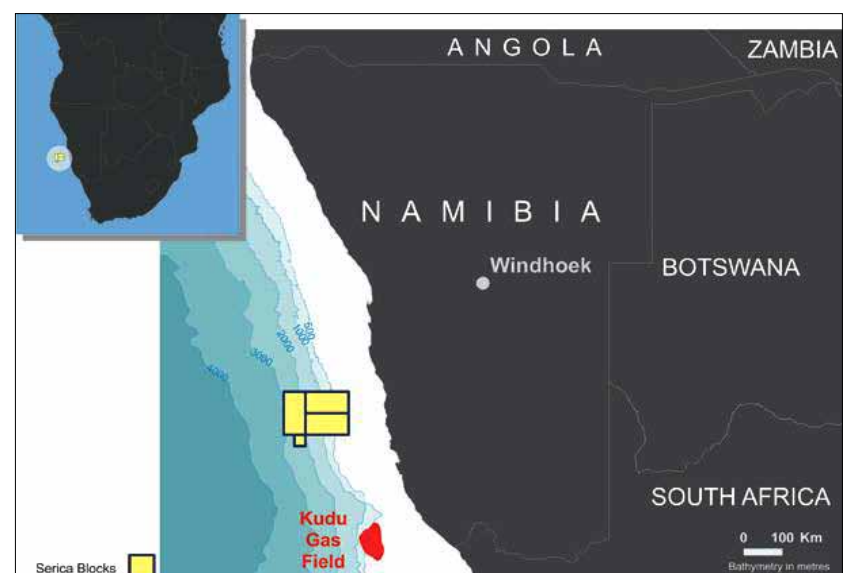 ANGOLA
ZAMBIA
NAMIBIA
Windhoek
BOTSWANA
500
1000
2000
3000
4000
SOUTH AFRICA
Kudu
Gas
Field
0 100 Km
Serica Blocks
Bathymetry in metres